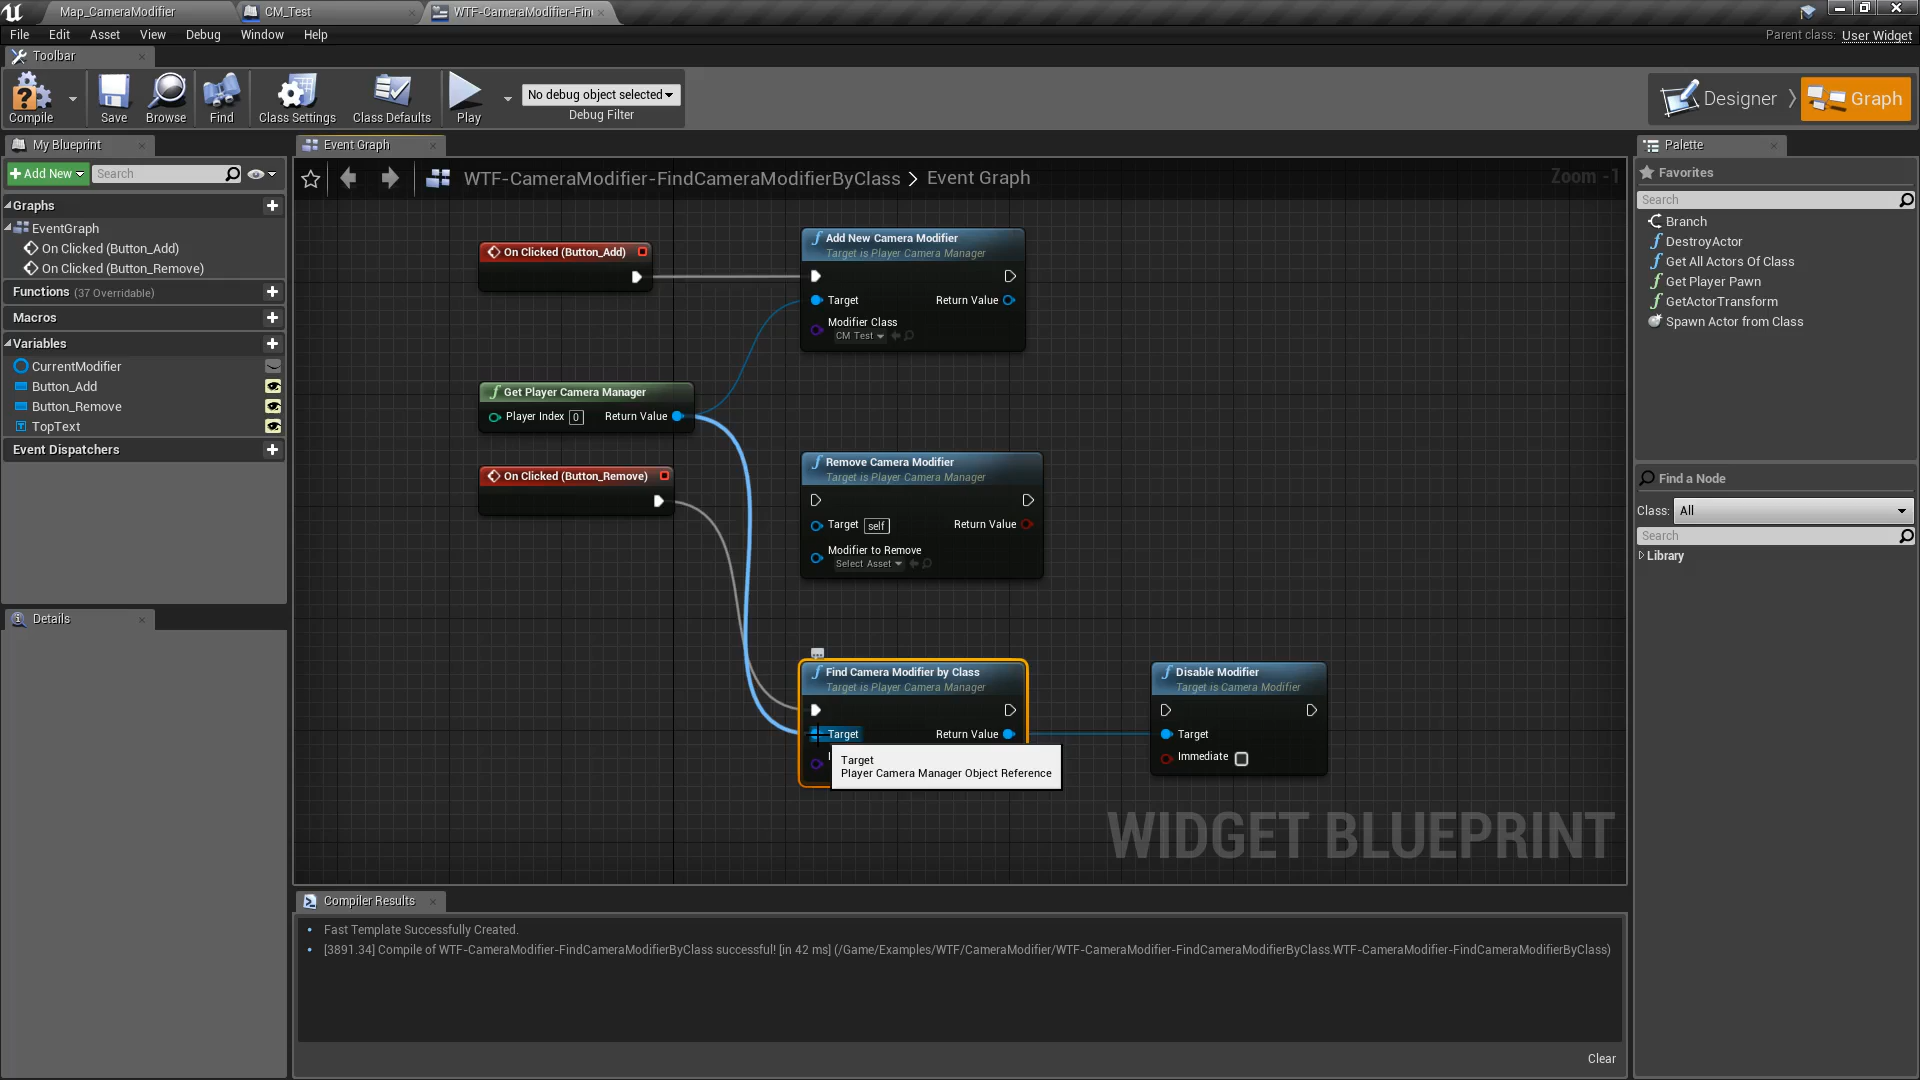 Map_CameraModifier
CM_Test
WTF-CameraModifier-Fin
File Edit Asset View Debug Window Help
Parent class: User Widget
Toolbar
Compile
Save
Browse
Find
Class Settings
Class Defaults
Play
No debug object selected
Debug Filter
Designer
Graph
My Blueprint
Add New
Search
Graphs
EventGraph
On Clicked (Button_Add)
On Clicked (Button_Remove)
Functions (37 Overridable)
Macros
Variables
CurrentModifier
Button_Add
Button_Remove
TopText
Event Dispatchers
Details
Event Graph
WTF-CameraModifier-FindCameraModifierByClass > Event Graph
Zoom -1
On Clicked (Button_Add)
Add New Camera Modifier
Target is Player Camera Manager
Target
Return Value
Modifier Class
CM Test
Get Player Camera Manager
Player Index 0 Return Value
On Clicked (Button_Remove)
Remove Camera Modifier
Target is Player Camera Manager
Target self
Return Value
Modifier to Remove
Select Asset
Find Camera Modifier by Class
Target is Player Camera Manager
Target
Return Value
Target
Player Camera Manager Object Reference
Disable Modifier
Target is Camera Modifier
Target
Immediate
WIDGET BLUEPRINT
Compiler Results
Fast Template Successfully Created.
[3891.34] Compile of WTF-CameraModifier-FindCameraModifierByClass successful! [in 42 ms] (/Game/Examples/WTF/CameraModifier/WTF-CameraModifier-FindCameraModifierByClass.WTF-CameraModifier-FindCameraModifierByClass)
Clear
Palette
Favorites
Search
Branch
DestroyActor
Get All Actors Of Class
Get Player Pawn
GetActorTransform
Spawn Actor from Class
Find a Node
Class: All
Search
Library